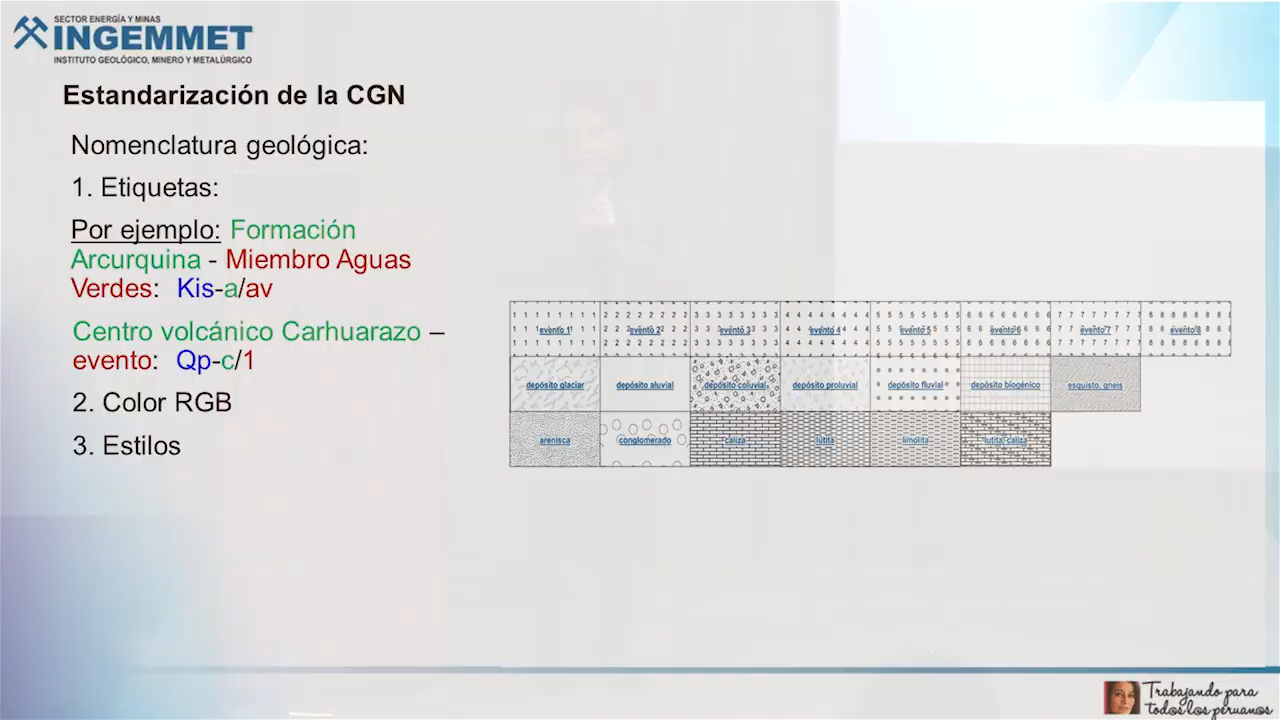 SECTOR ENERGÍA Y MINAS
INGEMMET
INSTITUTO GEOLÓGICO, MINERO Y METALÚRGICO
Estandarización de la CGN
Nomenclatura geológica:
1. Etiquetas:
Por ejemplo: Formación
Arcurquina - Miembro Aguas
Verdes: Kis-a/av
Centro volcánico Carhuarazo –
evento: Qp-c/1
2. Color RGB
3. Estilos
evento 1 evento 2 evento 3 evento 4 evento 5 evento 6 evento 7 evento 8
depósito glaciar depósito aluvial depósito coluvial depósito proluvial depósito fluvial depósito biogénico esquisto, gneis
arenisca conglomerado caliza lutita limolita lutita, caliza
Trabajando para
todos los peruanos